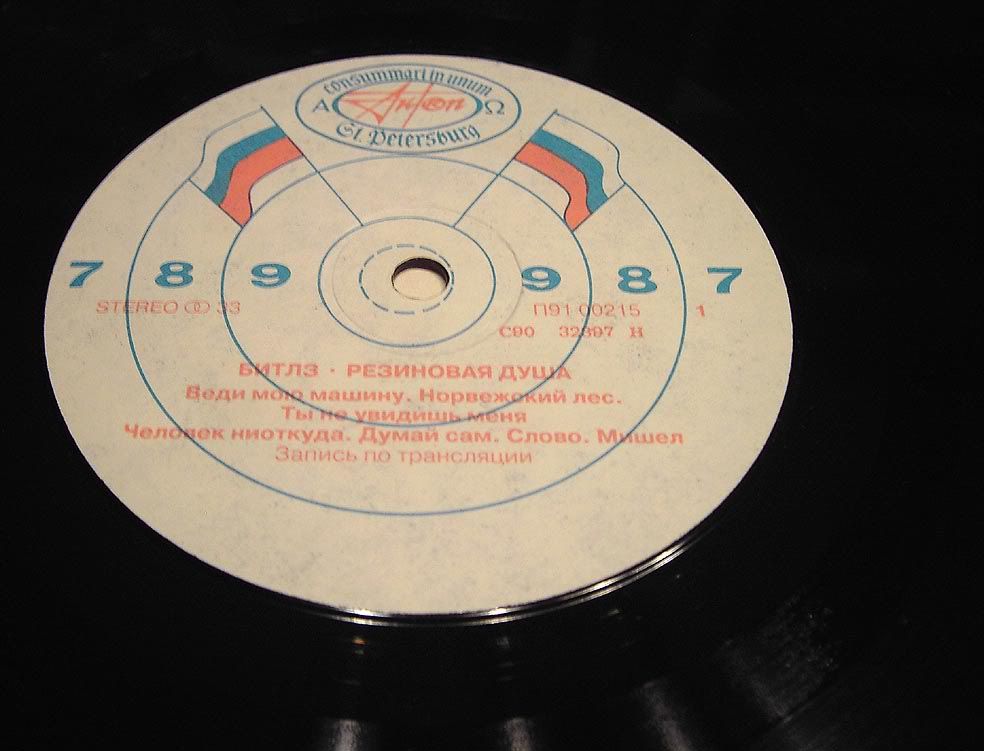 consummari in unum
Α АнТроп Ω
St. Petersburg
7 8 9 9 8 7
STEREO 33 П91 00215 1
С90 32397 Н
БИТЛЗ · РЕЗИНОВАЯ ДУША
Веди мою машину. Норвежский лес.
Ты не увидишь меня
Человек ниоткуда. Думай сам. Слово. Мишел
Запись по трансляции